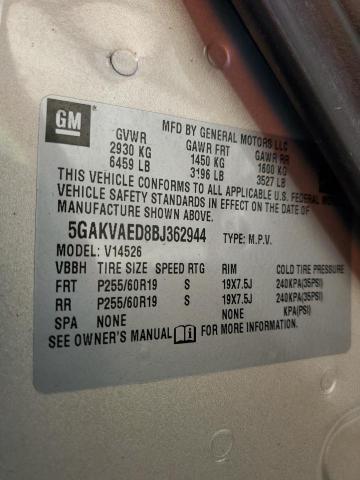 GM
MFD BY GENERAL MOTORS LLC
GVWR GAWR FRT GAWR RR
2930 KG 1450 KG 1600 KG
6459 LB 3196 LB 3527 LB
THIS VEHICLE CONFORMS TO ALL APPLICABLE U.S. FEDERAL
VEHICLE SAFETY STANDARDS IN EFFECT ON THE DATE OF
MANUFACTURE SHOWN ABOVE.
5GAKVAED8BJ362944 TYPE: M.P.V.
MODEL: V14526
VBBH TIRE SIZE SPEED RTG RIM COLD TIRE PRESSURE
FRT P255/60R19 S 19X7.5J 240KPA(35PSI)
RR P255/60R19 S 19X7.5J 240KPA(35PSI)
SPA NONE NONE KPA(PSI)
SEE OWNER'S MANUAL FOR MORE INFORMATION.